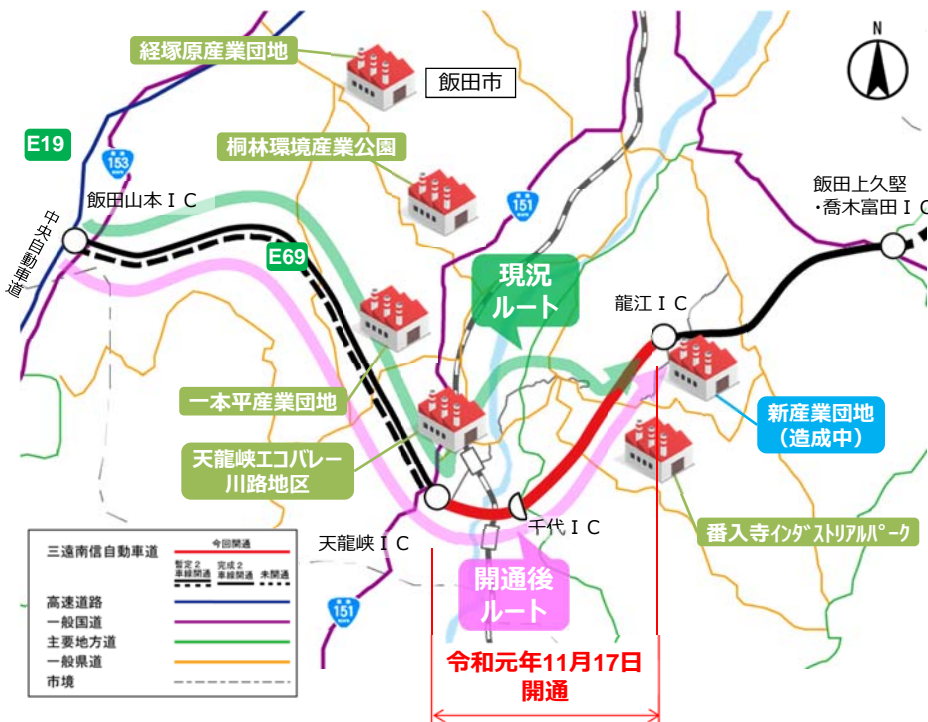 経塚原産業団地
飯田市
N
E19
153
桐林環境産業公園
飯田山本ＩＣ
151
飯田上久堅
・喬木富田ＩＣ
中央自動車道
E69
現況
ルート
龍江ＩＣ
一本平産業団地
新産業団地
（造成中）
天龍峡エコバレー
川路地区
天龍峡ＩＣ
千代ＩＣ
番入寺ｲﾝﾀﾞｽﾄﾘｱﾙﾊﾟｰｸ
開通後
ルート
151
令和元年11月17日
開通
三遠南信自動車道
今回開通
暫定2
車線開通
完成2
車線開通
未開通
高速道路
一般国道
主要地方道
一般県道
市境